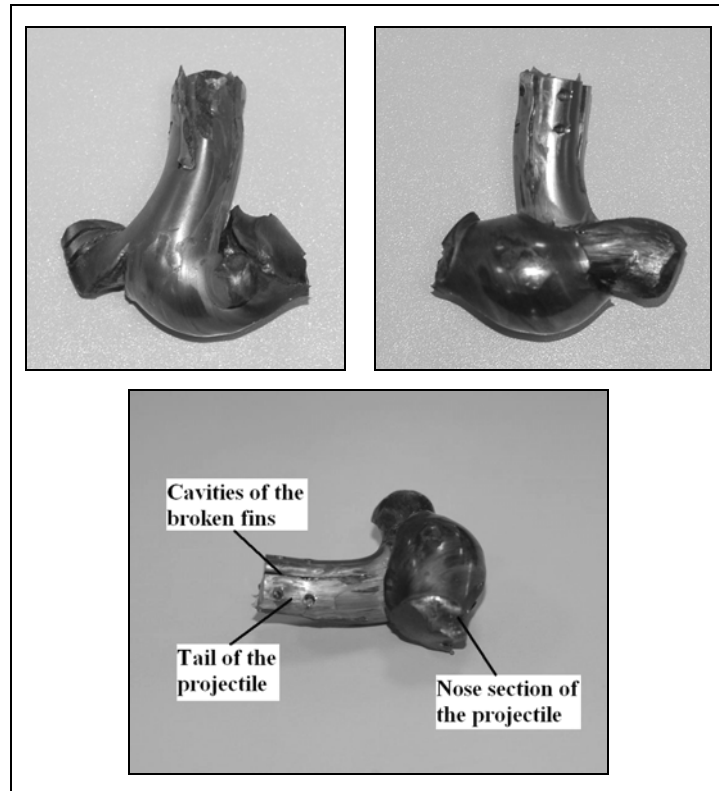 Cavities of the
broken fins
Tail of the
projectile
Nose section of
the projectile